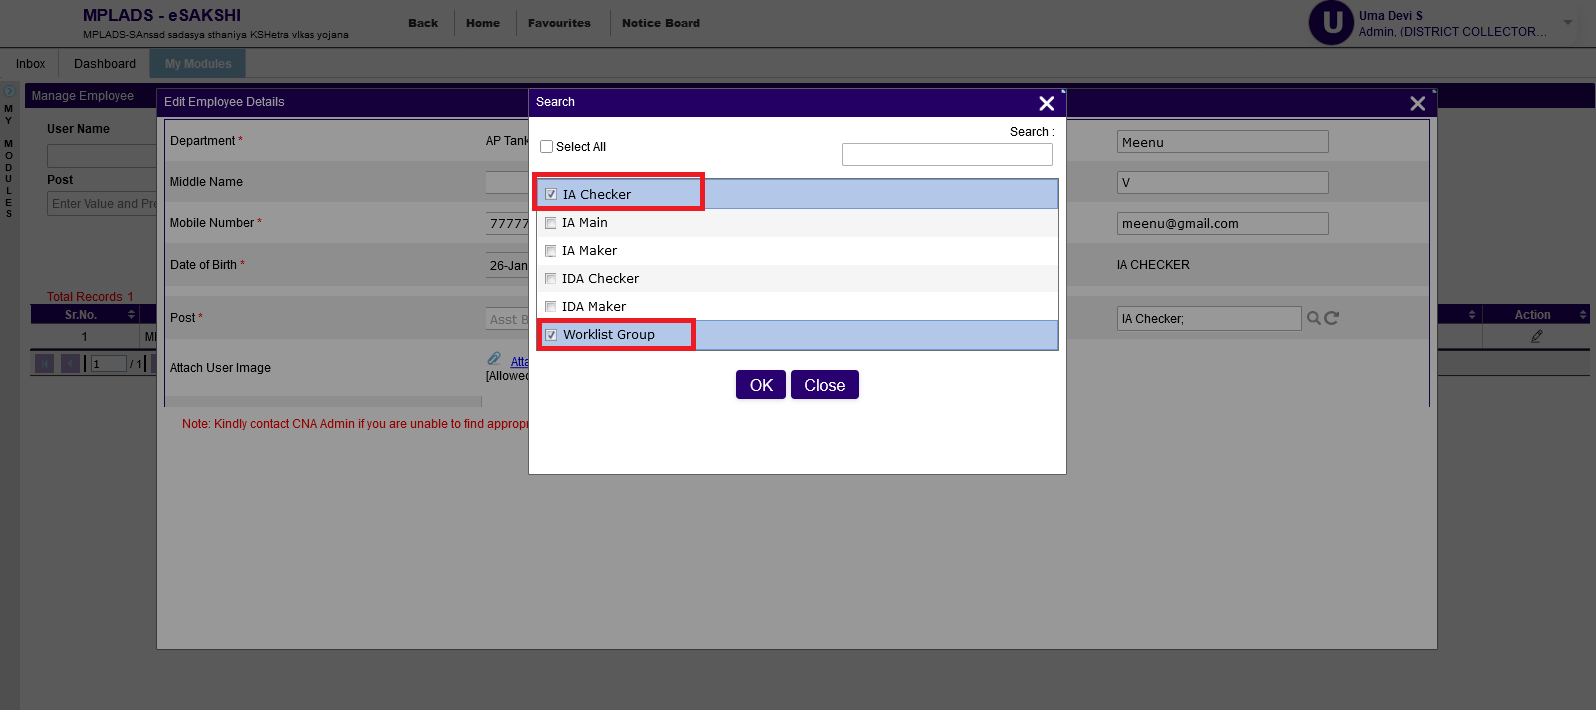 MPLADS - eSAKSHI
MPLADS-SAnsad sadasya sthaniya KSHetra vIkas yojana
Back Home Favourites Notice Board
U
Uma Devi S
Admin, (DISTRICT COLLECTOR...
Inbox Dashboard My Modules
MY MODULES
Manage Employee
User Name
Post
Enter Value and Pre
Total Records 1
Sr.No. Action
1
1 / 1
Edit Employee Details
Department * AP Tank Meenu
Middle Name V
Mobile Number * 77777 meenu@gmail.com
Date of Birth * 26-Jan IA CHECKER
Post * Asst B IA Checker;
Attach User Image
Atta
[Allowed
Note: Kindly contact CNA Admin if you are unable to find appropri
Search
Search :
Select All
IA Checker
IA Main
IA Maker
IDA Checker
IDA Maker
Worklist Group
OK Close